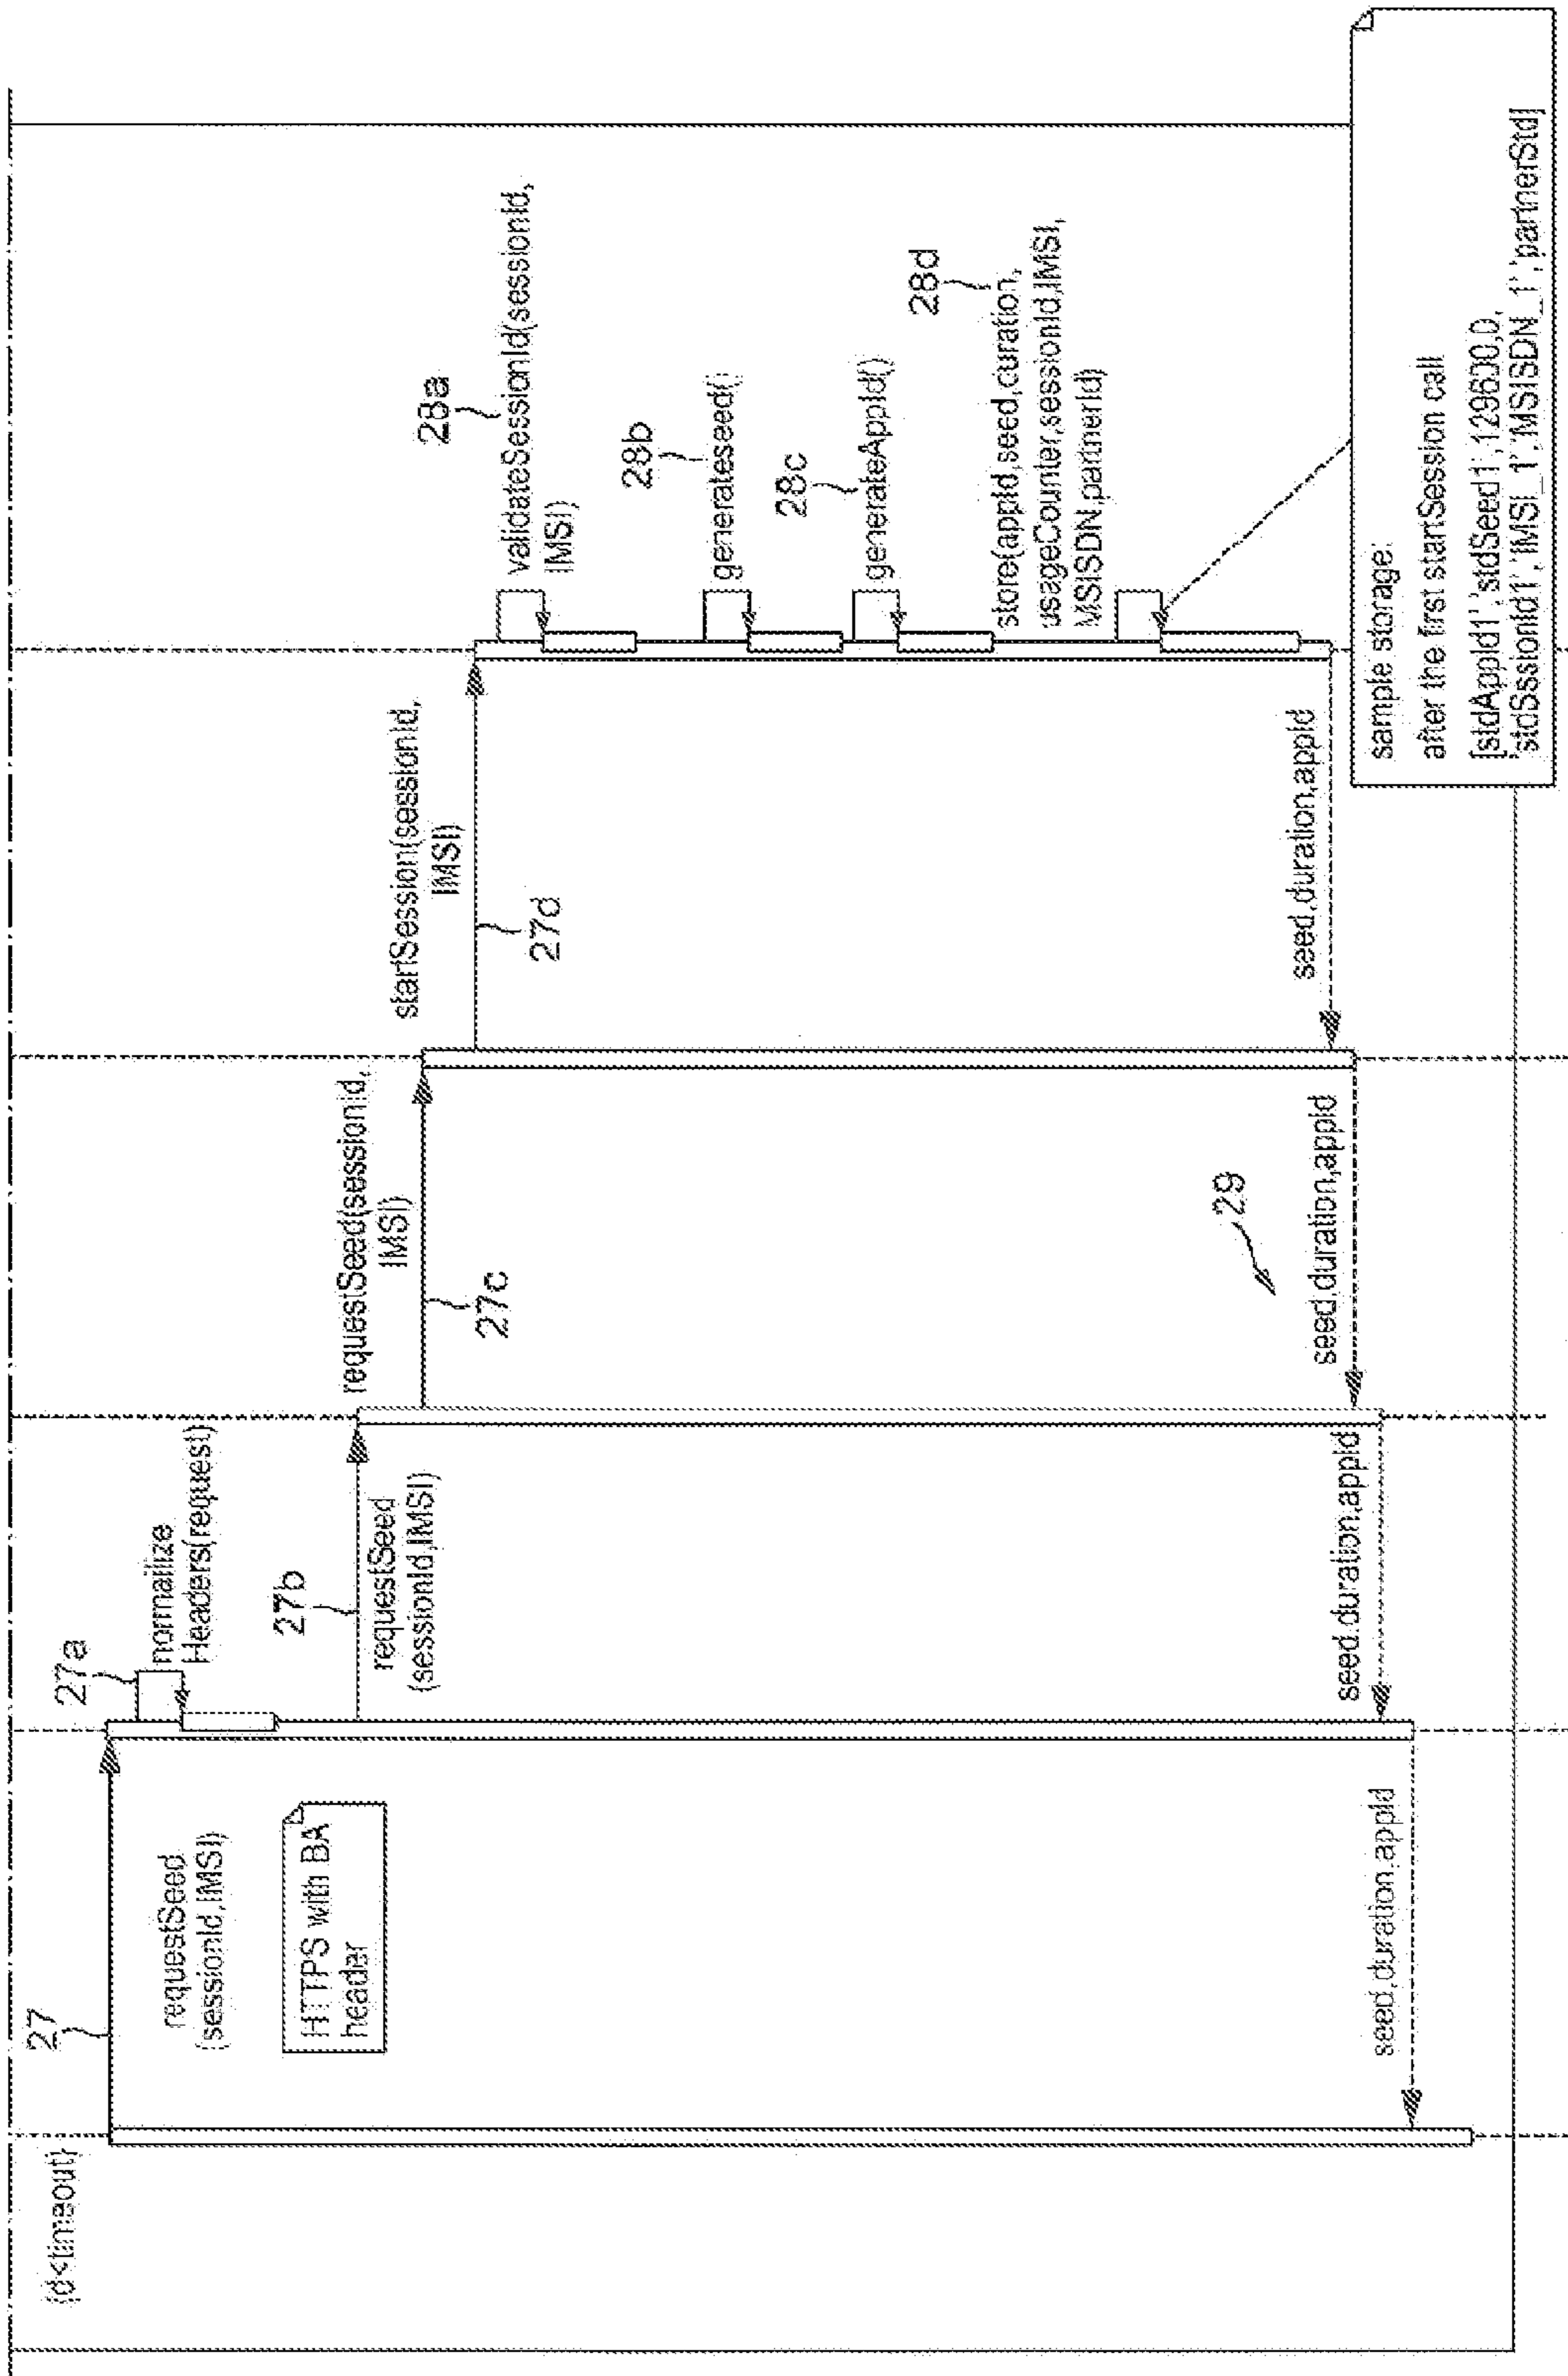 {d<timeout}
27
requestSeed
(sessionId,IMSI)
HTTPS with BA
header
27a
normalize
Headers(request)
27b
requestSeed
(sessionId,IMSI)
requestSeed(sessionId,
IMSI)
27c
startSession(sessionId,
IMSI)
27d
28a
validateSessionId(sessionId,
IMSI)
28b
generateseed()
28c
generateAppId()
28d
store(appId,seed,duration,
usageCounter,sessionId,IMSI,
MSISDN,partnerId)
29
seed,duration,appId
seed,duration,appId
seed,duration,appId
seed,duration,appId
sample storage:
after the first startSession call
['stdAppId1','stdSeed1',129600,0,
'stdSssionId1','IMSI_1','MSISDN_1','partnerStd]